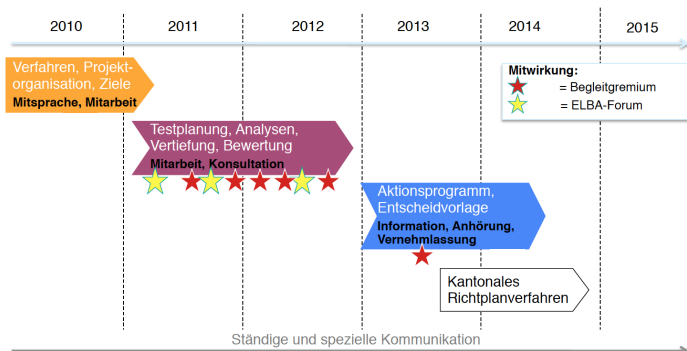 2010 2011 2012 2013 2014 2015
Verfahren, Projekt-
organisation, Ziele
Mitsprache, Mitarbeit
Mitwirkung:
= Begleitgremium
= ELBA-Forum
Testplanung, Analysen,
Vertiefung, Bewertung
Mitarbeit, Konsultation
Aktionsprogramm,
Entscheidvorlage
Information, Anhörung,
Vernehmlassung
Kantonales
Richtplanverfahren
Ständige und spezielle Kommunikation